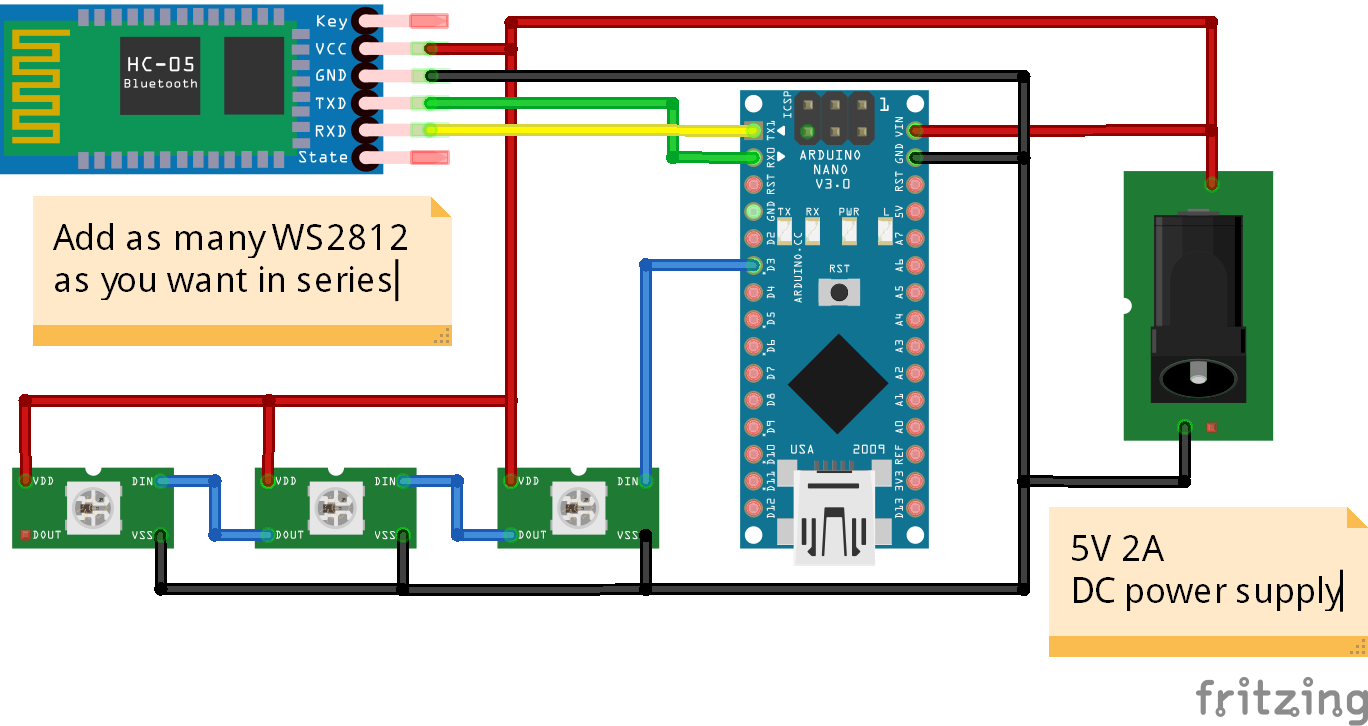 Key
VCC
GND
TXD
RXD
State
HC-05
Bluetooth
Add as many WS2812
as you want in series
ICSP
1
TX1
RX0
RST
GND
D2
D3
D4
D5
D6
D7
D8
D9
D10
D11
D12
VIN
GND
RST
5V
A7
A6
A5
A4
A3
A2
A1
A0
REF
3V3
D13
ARDUINO
NANO
V3.0
TX RX PWR L
RST
ARDUINO.CC
USA 2009
VDD DIN
DOUT VSS
VDD DIN
DOUT VSS
VDD DIN
DOUT VSS
5V 2A
DC power supply
fritzing